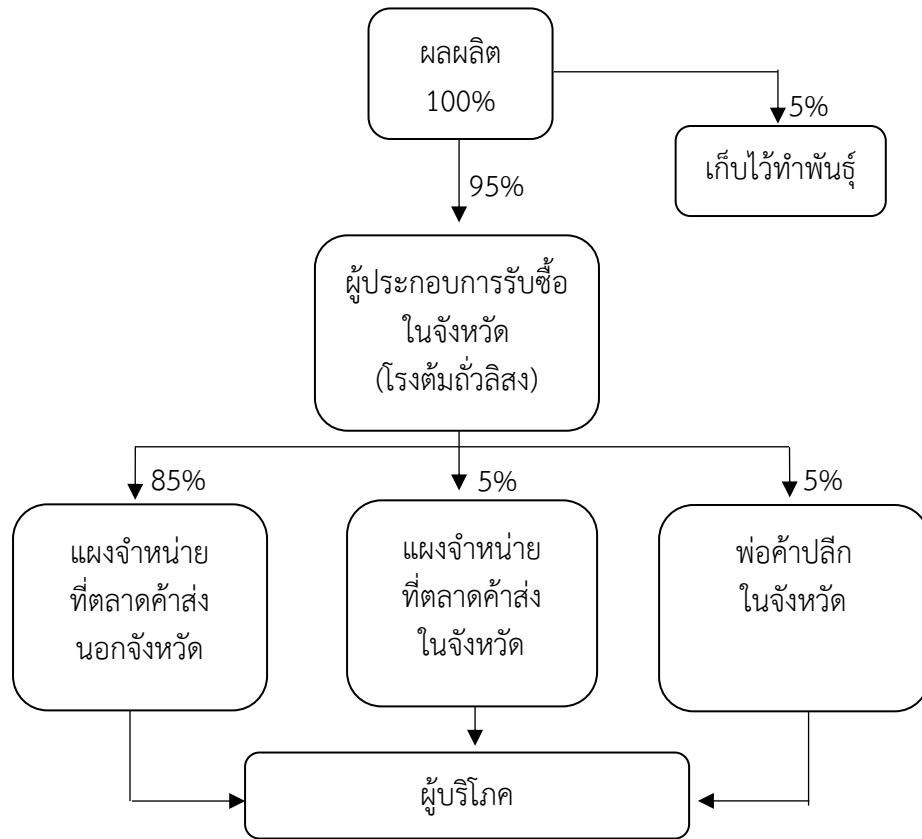 ผลผลิต
100%
5%
เก็บไว้ทำพันธุ์
95%
ผู้ประกอบการรับซื้อ
ในจังหวัด
(โรงต้มถั่วลิสง)
85%
5%
5%
แผงจำหน่าย
ที่ตลาดค้าส่ง
นอกจังหวัด
แผงจำหน่าย
ที่ตลาดค้าส่ง
ในจังหวัด
พ่อค้าปลีก
ในจังหวัด
ผู้บริโภค